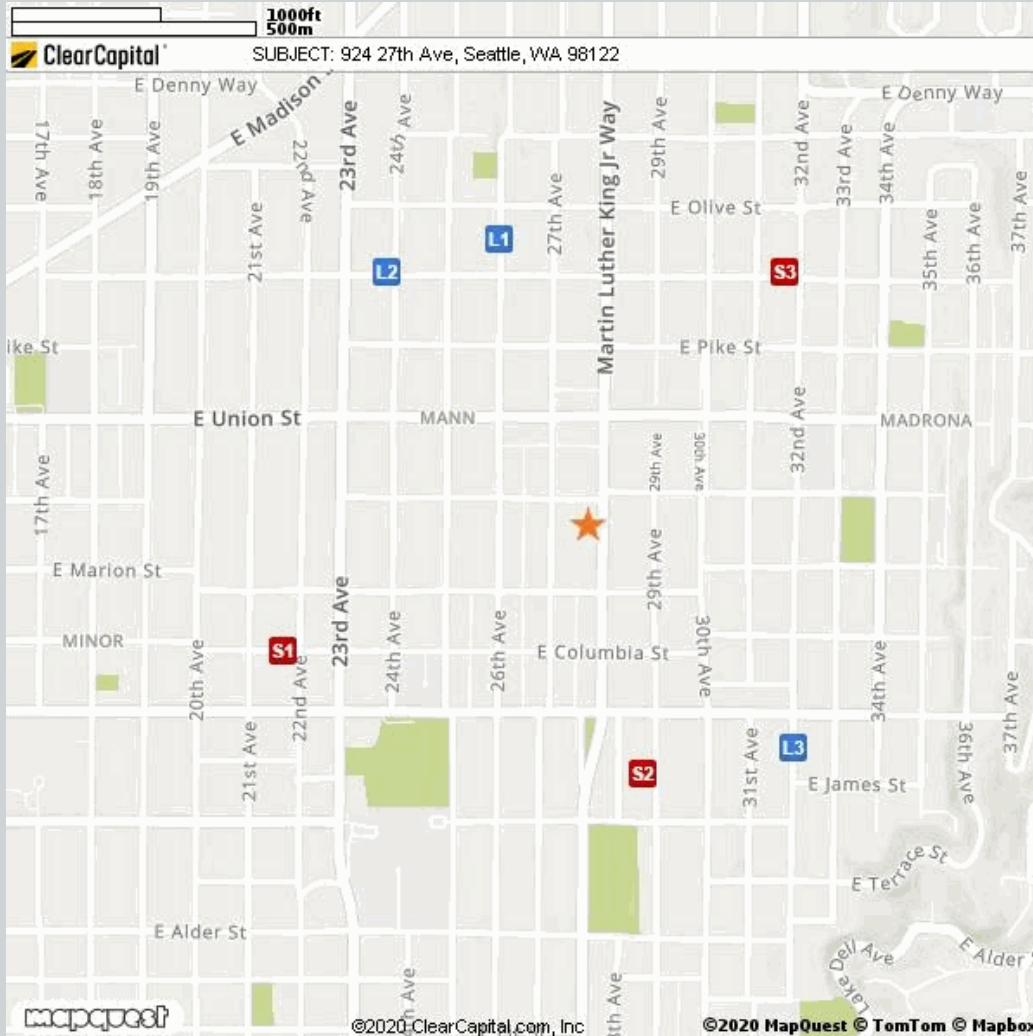 1000ft
500m
ClearCapital
SUBJECT: 924 27th Ave, Seattle, WA 98122
E Denny Way
E Denny Way
E Madison
17th Ave
18th Ave
19th Ave
22nd Ave
23rd Ave
24th Ave
27th Ave
Martin Luther King Jr Way
29th Ave
32nd Ave
33rd Ave
34th Ave
37th Ave
21st Ave
E Olive St
35th Ave
36th Ave
L1
L2
S3
ike St
E Pike St
E Union St
MANN
MADRONA
32nd Ave
17th Ave
29th Ave
30th Ave
E Marion St
29th Ave
23rd Ave
MINOR
S1
24th Ave
26th Ave
E Columbia St
30th Ave
20th Ave
22nd Ave
34th Ave
37th Ave
21st Ave
S2
31st Ave
L3
E James St
36th Ave
E Terrace St
E Alder St
Lake Dell Ave
E Alder
th Ave
th Ave
mapquest
©2020 ClearCapital.com, Inc
©2020 MapQuest © TomTom © Mapbo